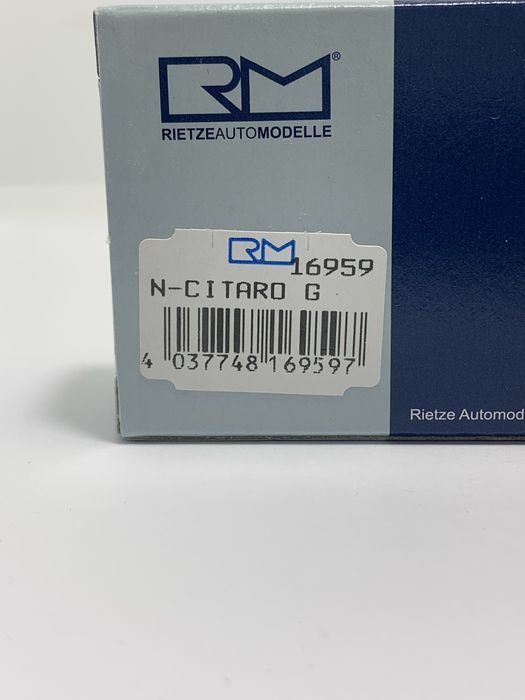 RM®
RIETZEAUTOMODELLE
RM 16959
N-CITARO G
4 037748 169597
Rietze Automod